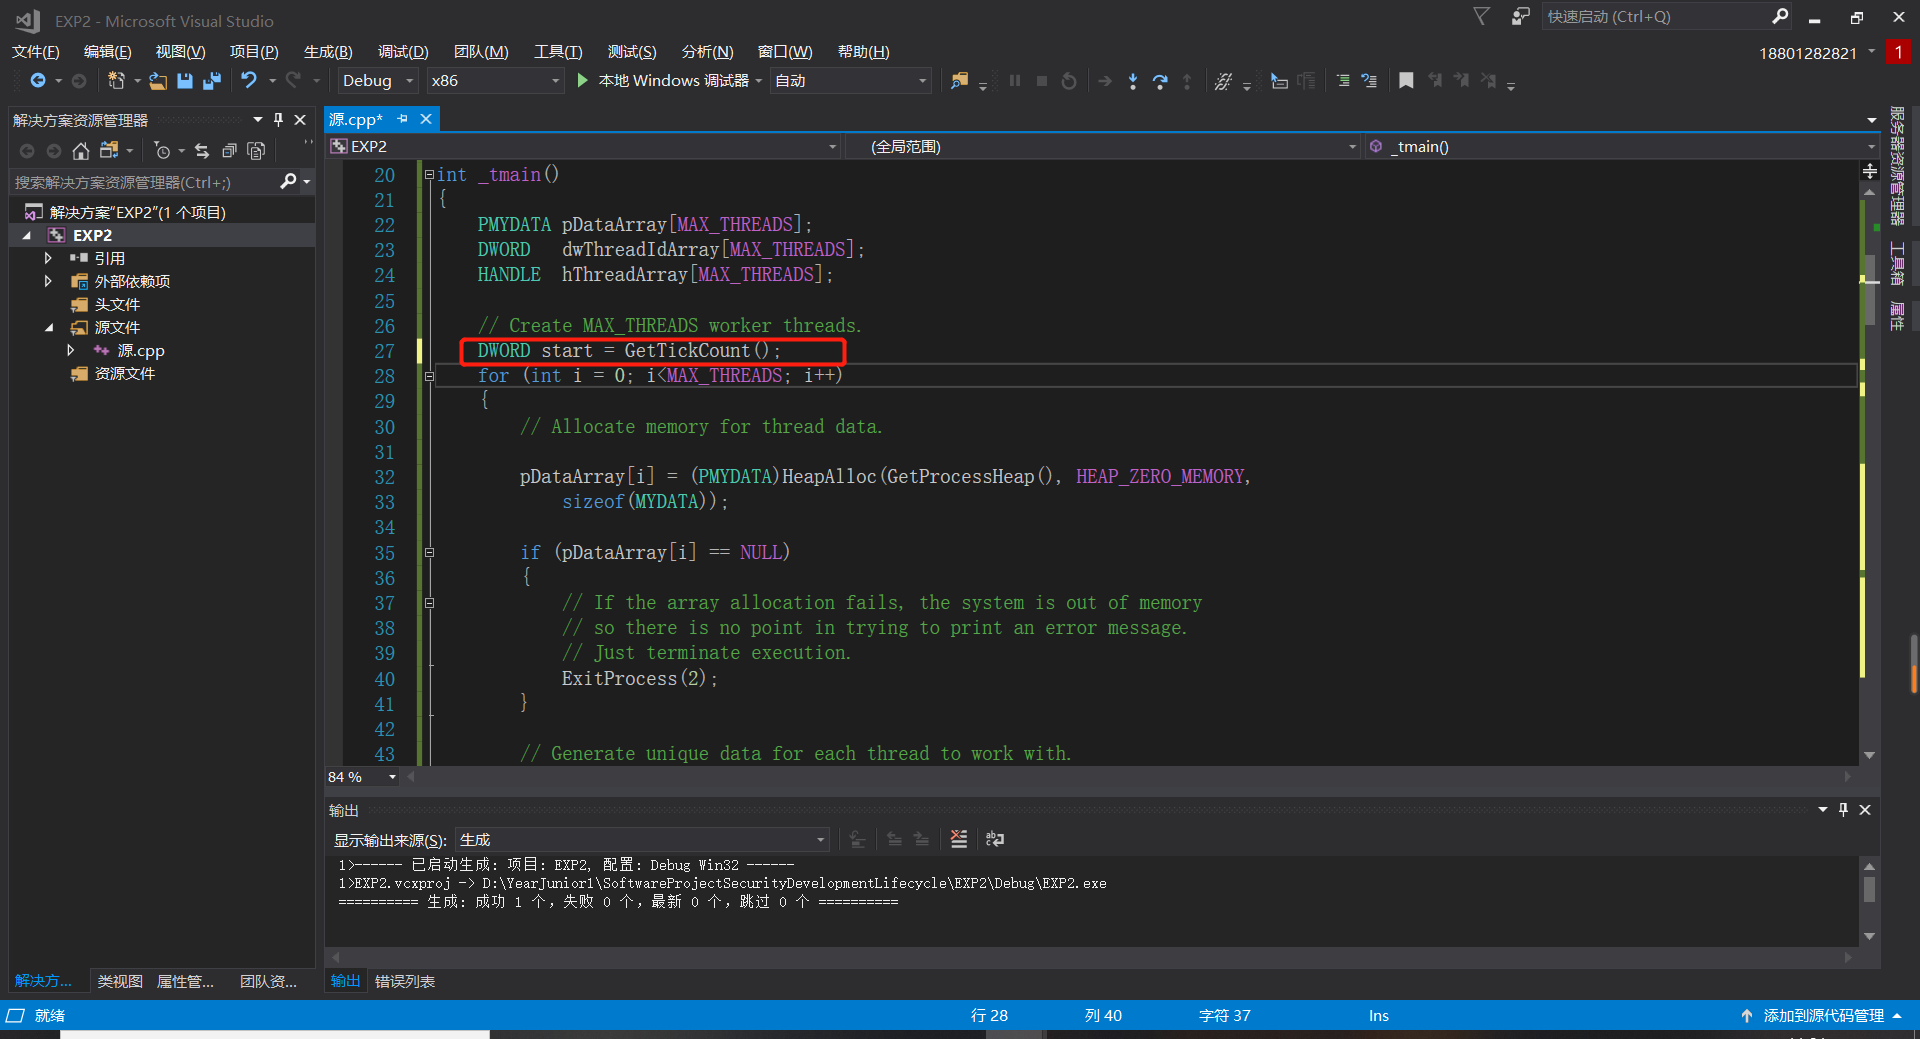 EXP2 - Microsoft Visual Studio
快速启动 (Ctrl+Q)
文件(F) 编辑(E) 视图(V) 项目(P) 生成(B) 调试(D) 团队(M) 工具(T) 测试(S) 分析(N) 窗口(W) 帮助(H)
18801282821 1
Debug x86 本地 Windows 调试器 自动
解决方案资源管理器
搜索解决方案资源管理器(Ctrl+;)
解决方案"EXP2"(1 个项目)
EXP2
引用
外部依赖项
头文件
源文件
源.cpp
资源文件
解决方... 类视图 属性管... 团队资...
源.cpp*
EXP2 (全局范围) _tmain()
20 int _tmain()
21 {
22 PMYDATA pDataArray[MAX_THREADS];
23 DWORD dwThreadIdArray[MAX_THREADS];
24 HANDLE hThreadArray[MAX_THREADS];
25
26 // Create MAX_THREADS worker threads.
27 DWORD start = GetTickCount();
28 for (int i = 0; i<MAX_THREADS; i++)
29 {
30 // Allocate memory for thread data.
31
32 pDataArray[i] = (PMYDATA)HeapAlloc(GetProcessHeap(), HEAP_ZERO_MEMORY,
33 sizeof(MYDATA));
34
35 if (pDataArray[i] == NULL)
36 {
37 // If the array allocation fails, the system is out of memory
38 // so there is no point in trying to print an error message.
39 // Just terminate execution.
40 ExitProcess(2);
41 }
42
43 // Generate unique data for each thread to work with.
84 %
输出
显示输出来源(S): 生成
1>------ 已启动生成: 项目: EXP2, 配置: Debug Win32 ------
1>EXP2.vcxproj -> D:\YearJunior1\SoftwareProjectSecurityDevelopmentLifecycle\EXP2\Debug\EXP2.exe
========== 生成: 成功 1 个，失败 0 个，最新 0 个，跳过 0 个 ==========
输出 错误列表
服务器资源管理器
工具箱
属性
就绪 行 28 列 40 字符 37 Ins 添加到源代码管理